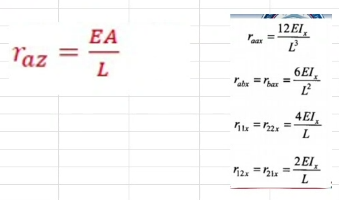 r_az = EA / L
r_aax = 12EI_x / L^3
r_abx = r_bax = 6EI_x / L^2
r_11x = r_22x = 4EI_x / L
r_12x = r_21x = 2EI_x / L